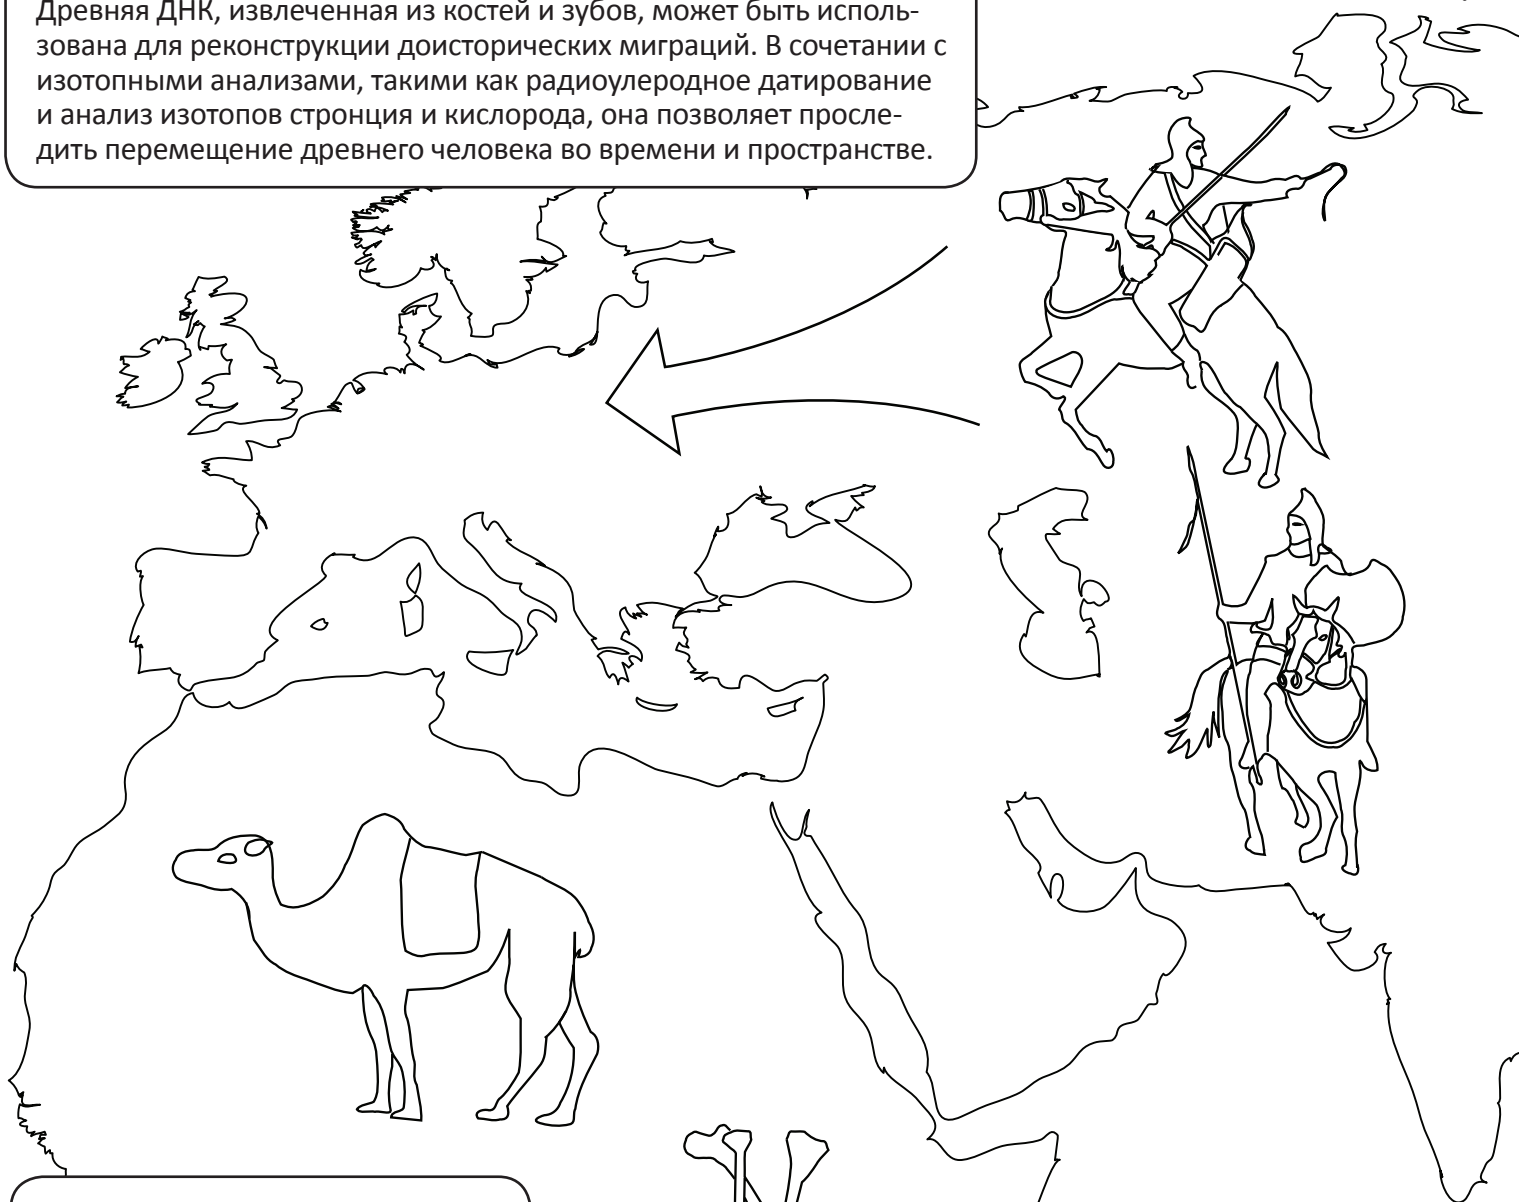 Древняя ДНК, извлеченная из костей и зубов, может быть исполь-
зована для реконструкции доисторических миграций. В сочетании с
изотопными анализами, такими как радиоулеродное датирование
и анализ изотопов стронция и кислорода, она позволяет просле-
дить перемещение древнего человека во времени и пространстве.